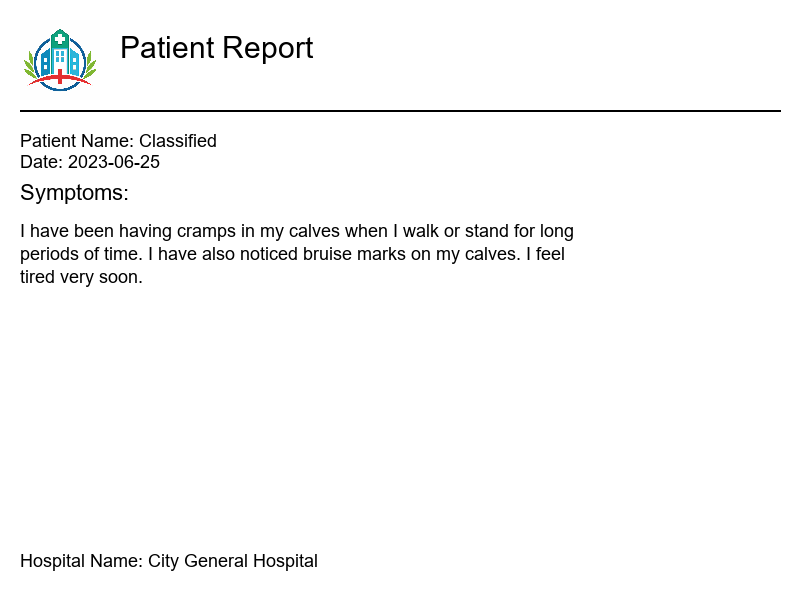 Patient Report
Patient Name: Classified
Date: 2023-06-25
Symptoms:
I have been having cramps in my calves when I walk or stand for long
periods of time. I have also noticed bruise marks on my calves. I feel
tired very soon.
Hospital Name: City General Hospital